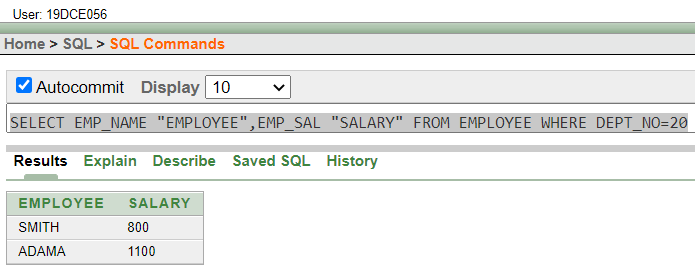 User: 19DCE056
Home > SQL > SQL Commands
Autocommit Display 10
SELECT EMP_NAME "EMPLOYEE",EMP_SAL "SALARY" FROM EMPLOYEE WHERE DEPT_NO=20
Results Explain Describe Saved SQL History
EMPLOYEE SALARY
SMITH 800
ADAMA 1100